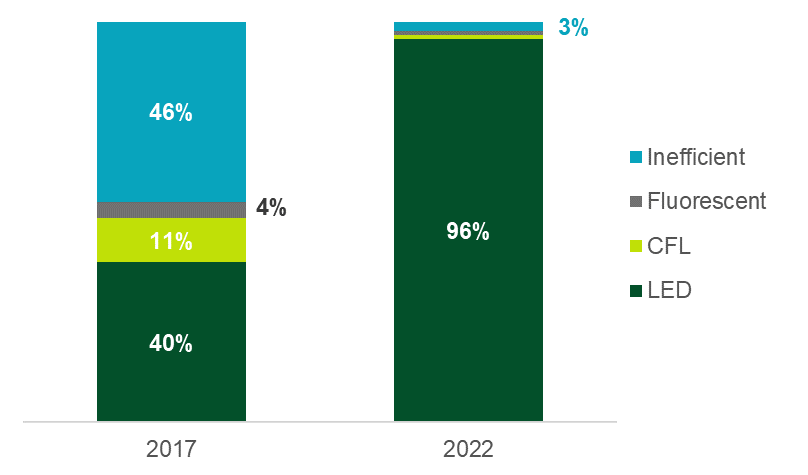 3%
46%
4%
11%
96%
40%
Inefficient
Fluorescent
CFL
LED
2017
2022